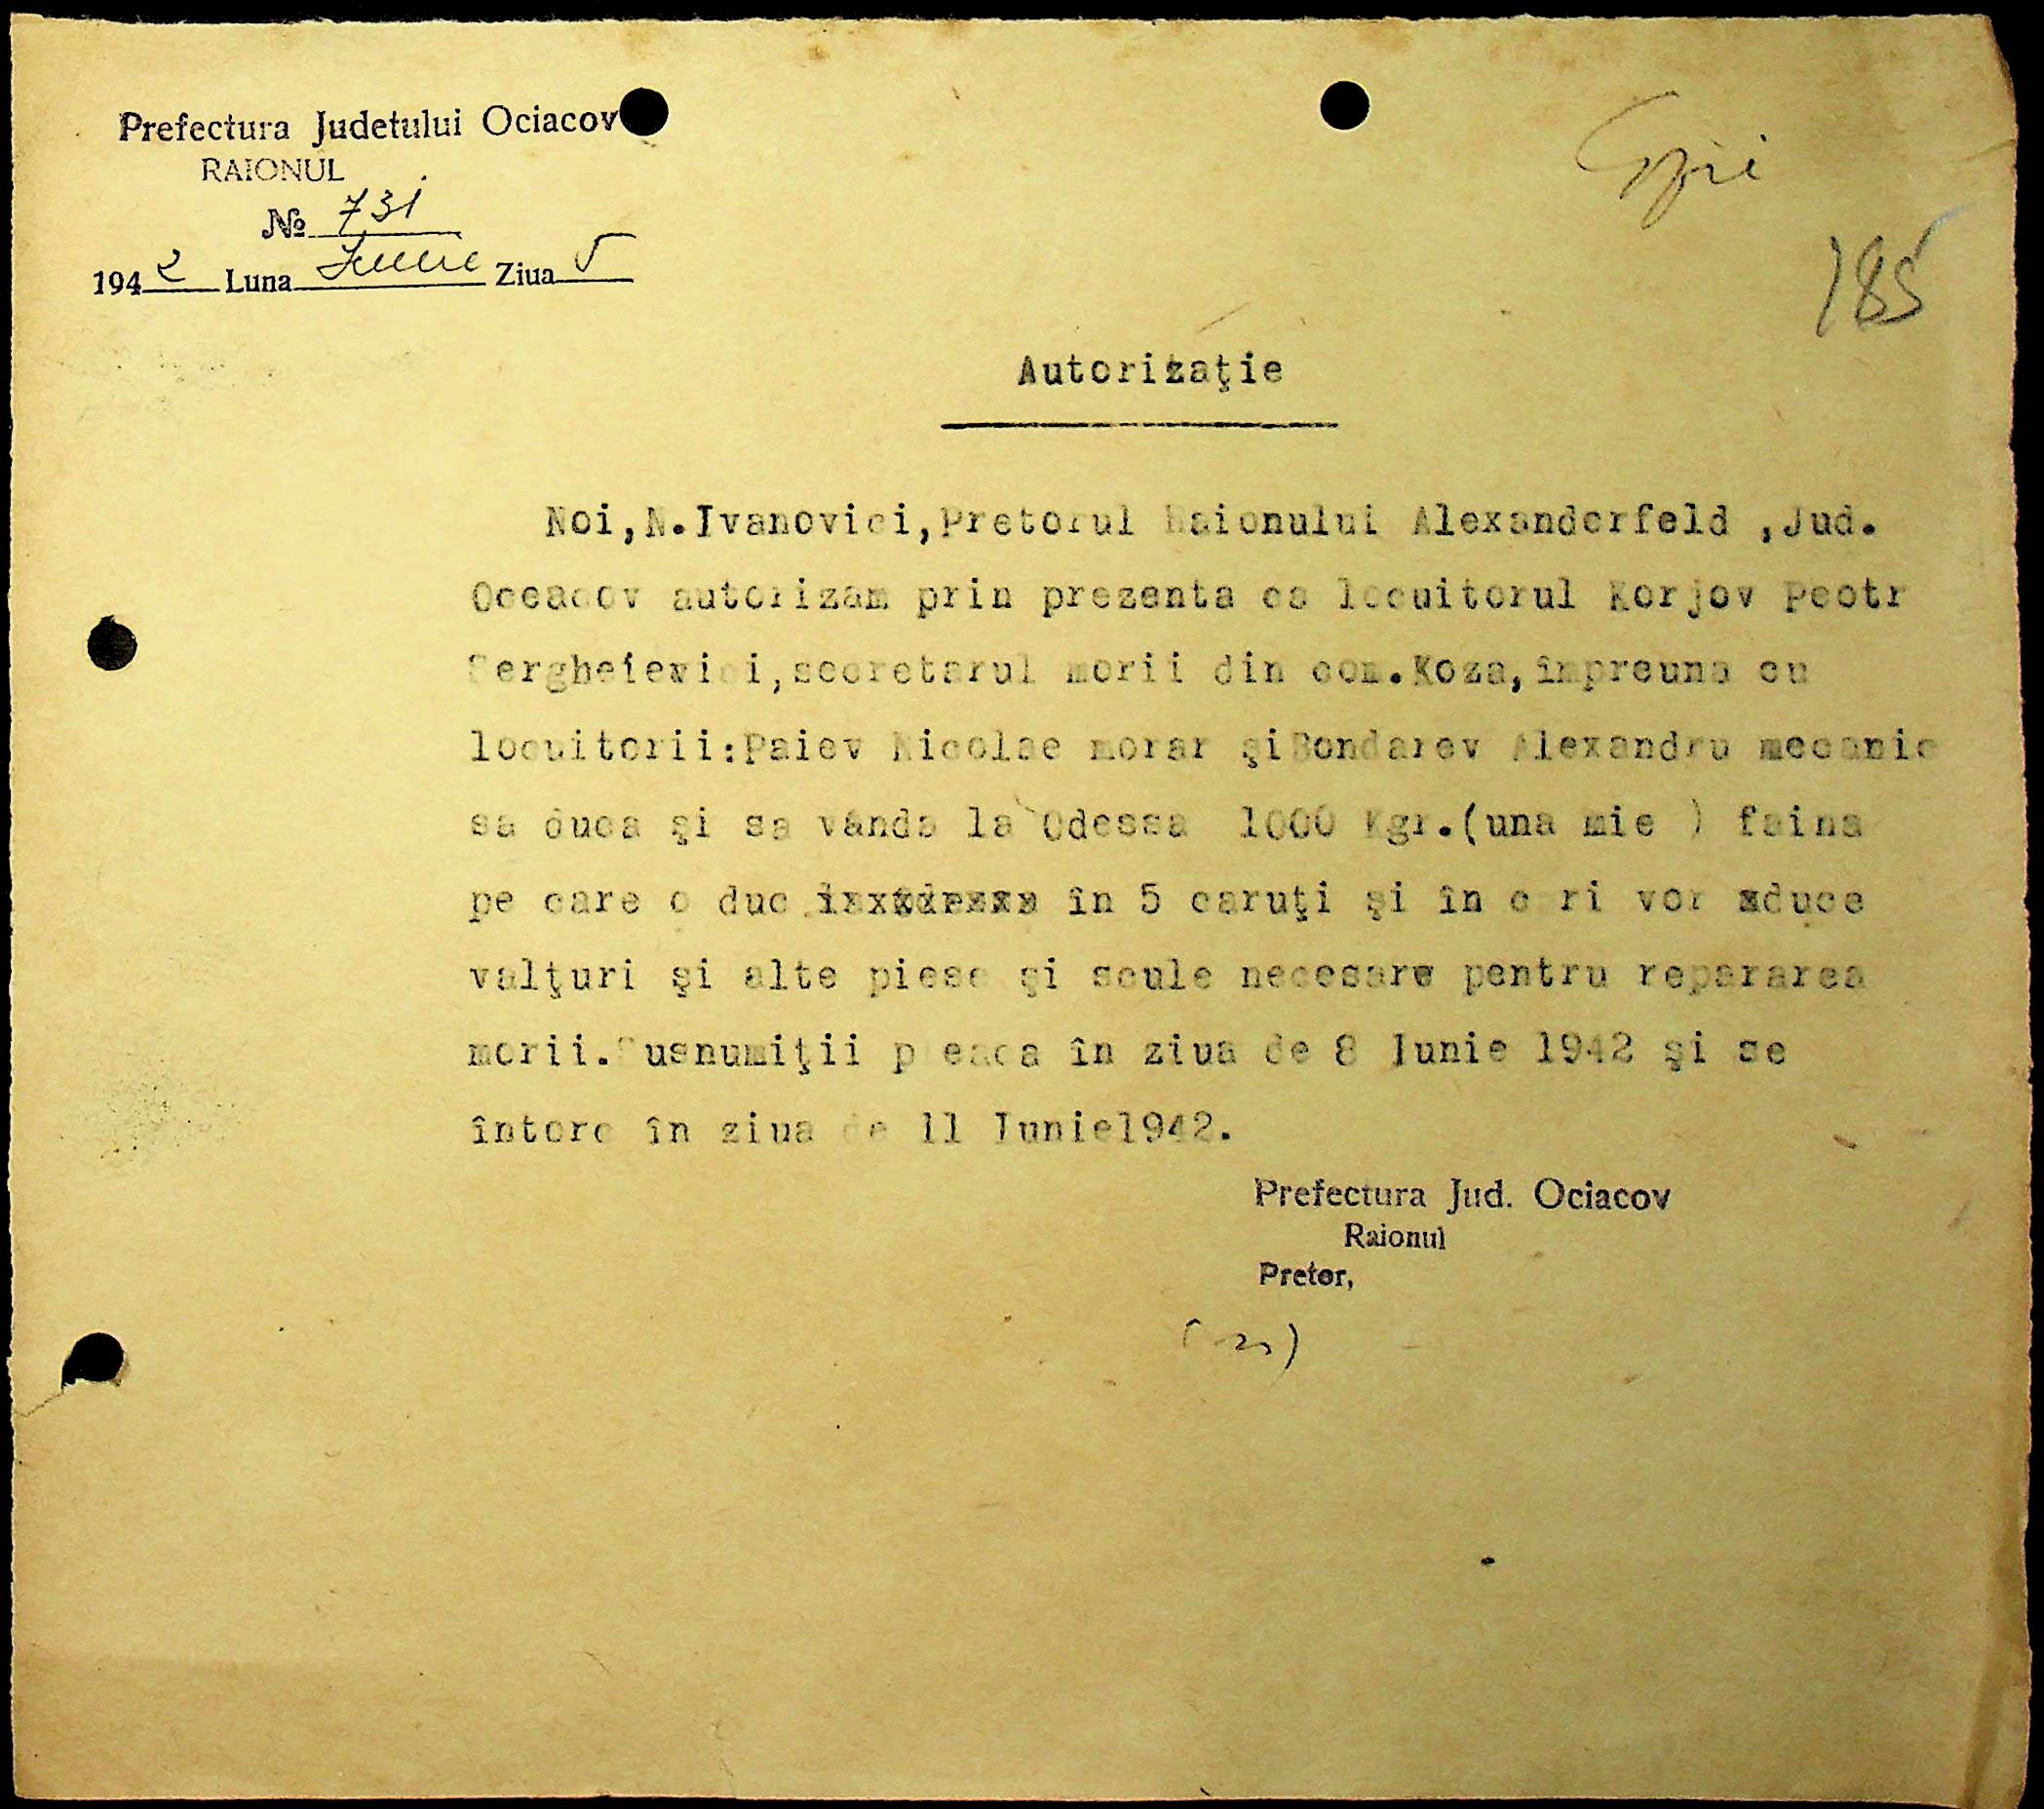 Prefectura Judetului Ociacov
RAIONUL
№ 731
1942 Luna Iunie Ziua 5
Copie
185
Autorizaţie
Noi,N.Ivanovici,Pretorul Raionului Alexanderfeld ,Jud.
Oceacov autorizam prin prezenta ca locuitorul Korjov Peotr
Sergheievici,secretarul morii din com.Koza,împreuna cu
locuitorii:Paiev Nicolae morar şiBondarev Alexandru mecanic
sa duca şi sa vânda la Odessa 1000 Kgr.(una mie ) faina
pe care o duc în 5 caruţi şi în cari vor aduce
valţuri şi alte piese şi scule necesare pentru repararea
morii.Susnumiţii pleaca în ziua de 8 Iunie 1942 şi se
întorc în ziua de 11 Iunie1942.
Prefectura Jud. Ociacov
Raionul
Pretor,